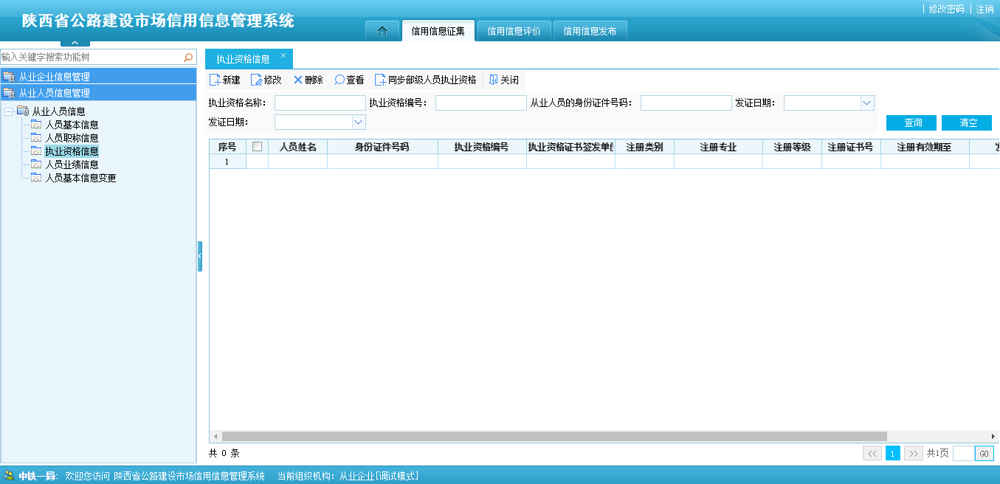 修改密码 | 注销
陕西省公路建设市场信用信息管理系统
信用信息征集 信用信息评价 信用信息发布
输入关键字搜索功能树
从业企业信息管理
从业人员信息管理
从业人员信息
人员基本信息
人员职称信息
执业资格信息
人员业绩信息
人员基本信息变更
执业资格信息 ×
新建 修改 删除 查看 同步部级人员执业资格 关闭
执业资格名称： 执业资格编号： 从业人员的身份证件号码： 发证日期：
发证日期： 查询 清空
序号 人员姓名 身份证件号码 执业资格编号 执业资格证书签发单位 注册类别 注册专业 注册等级 注册证书号 注册有效期至
1
共 0 条 << 1 >> 共1页 GO
中铁一局： 欢迎您访问 陕西省公路建设市场信用信息管理系统 当前组织机构：从业企业[调试模式]